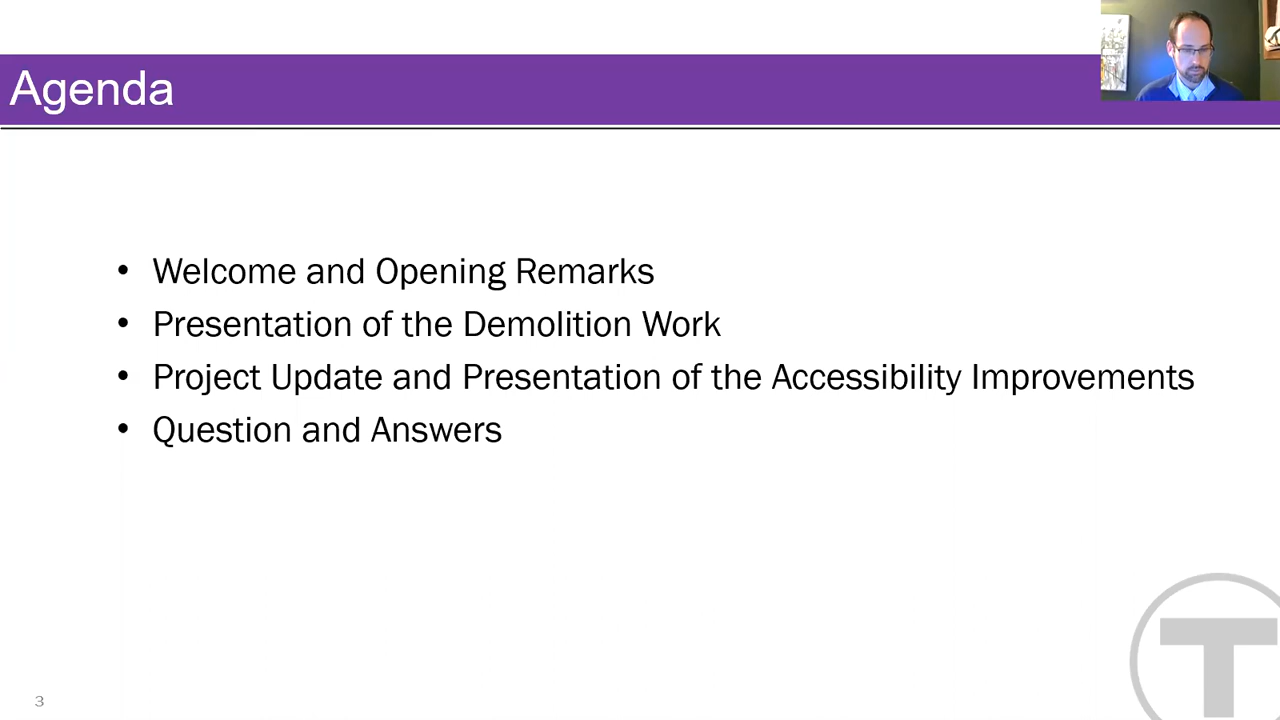 Agenda
• Welcome and Opening Remarks
• Presentation of the Demolition Work
• Project Update and Presentation of the Accessibility Improvements
• Question and Answers
3
T